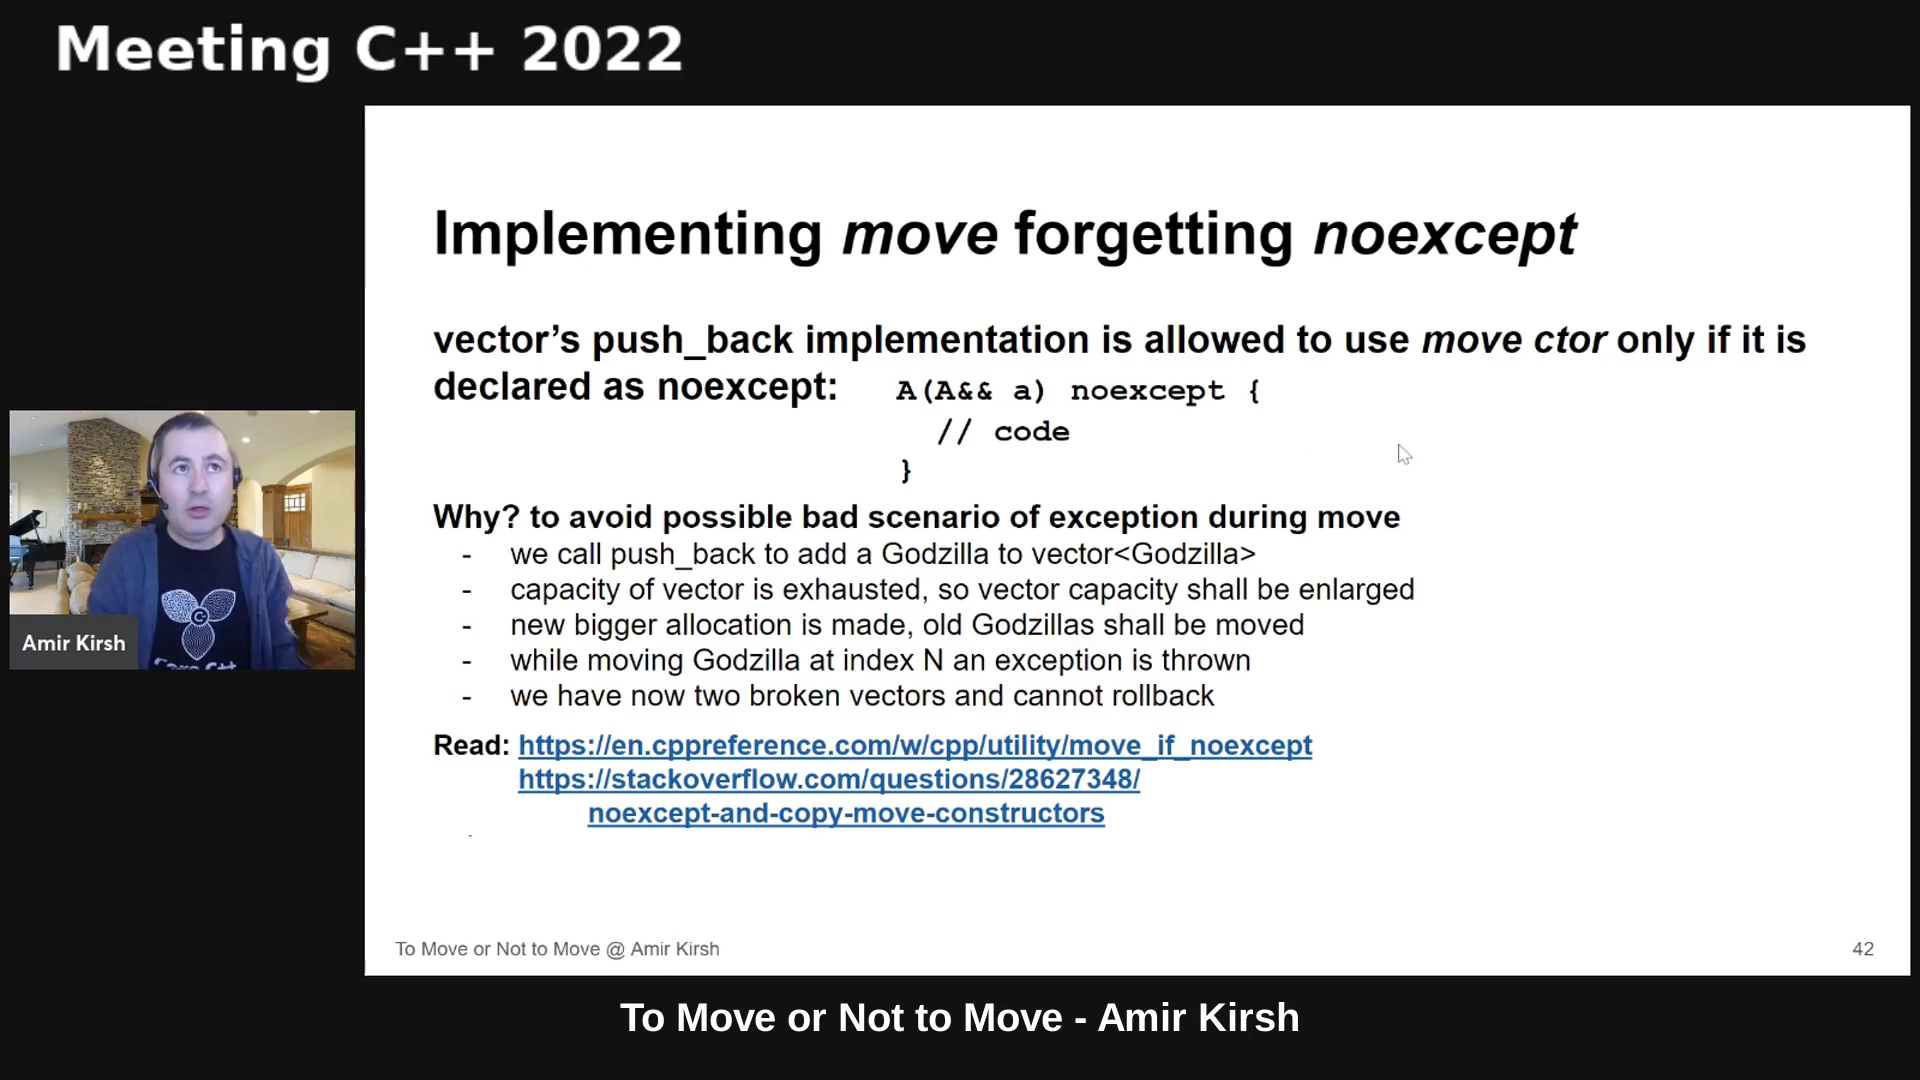 Meeting C++ 2022
Implementing move forgetting noexcept
vector’s push_back implementation is allowed to use move ctor only if it is
declared as noexcept: A(A&& a) noexcept {
// code
}
Why? to avoid possible bad scenario of exception during move
- we call push_back to add a Godzilla to vector<Godzilla>
- capacity of vector is exhausted, so vector capacity shall be enlarged
- new bigger allocation is made, old Godzillas shall be moved
- while moving Godzilla at index N an exception is thrown
- we have now two broken vectors and cannot rollback
Read: https://en.cppreference.com/w/cpp/utility/move_if_noexcept
https://stackoverflow.com/questions/28627348/
noexcept-and-copy-move-constructors
Amir Kirsh
To Move or Not to Move @ Amir Kirsh
42
To Move or Not to Move - Amir Kirsh